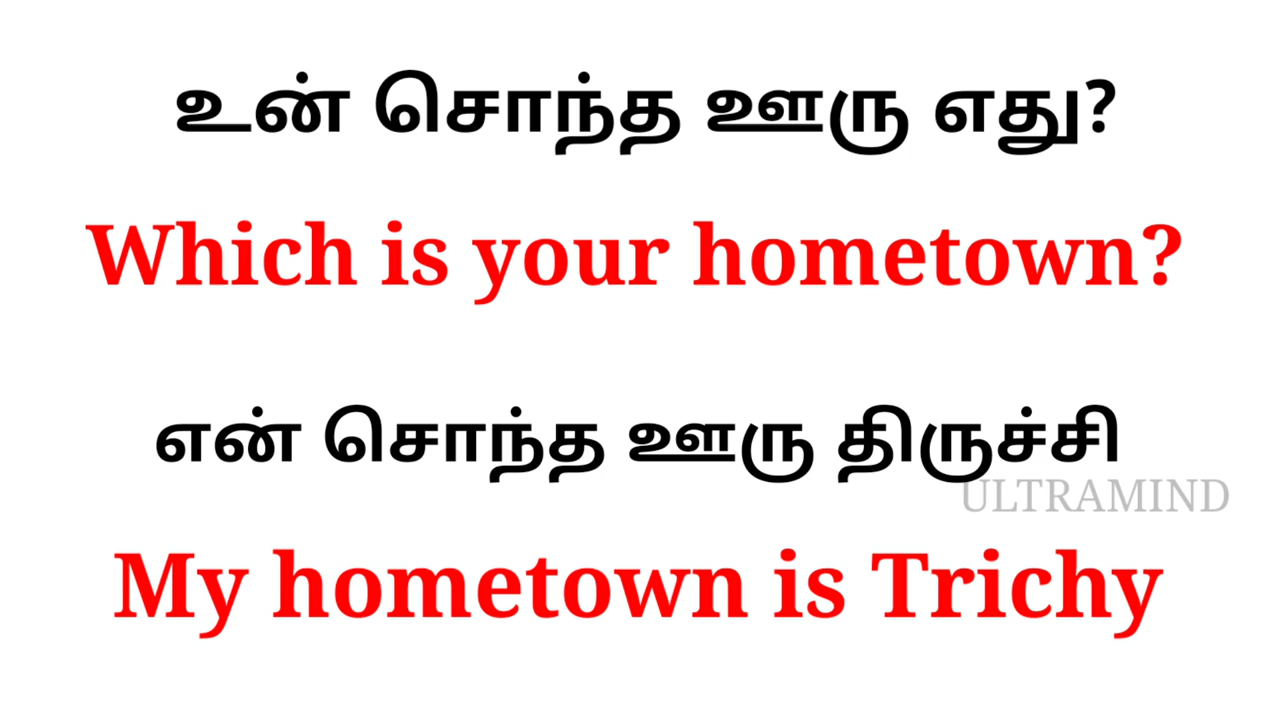 உன் சொந்த ஊரு எது?
Which is your hometown?
என் சொந்த ஊரு திருச்சி
ULTRAMIND
My hometown is Trichy